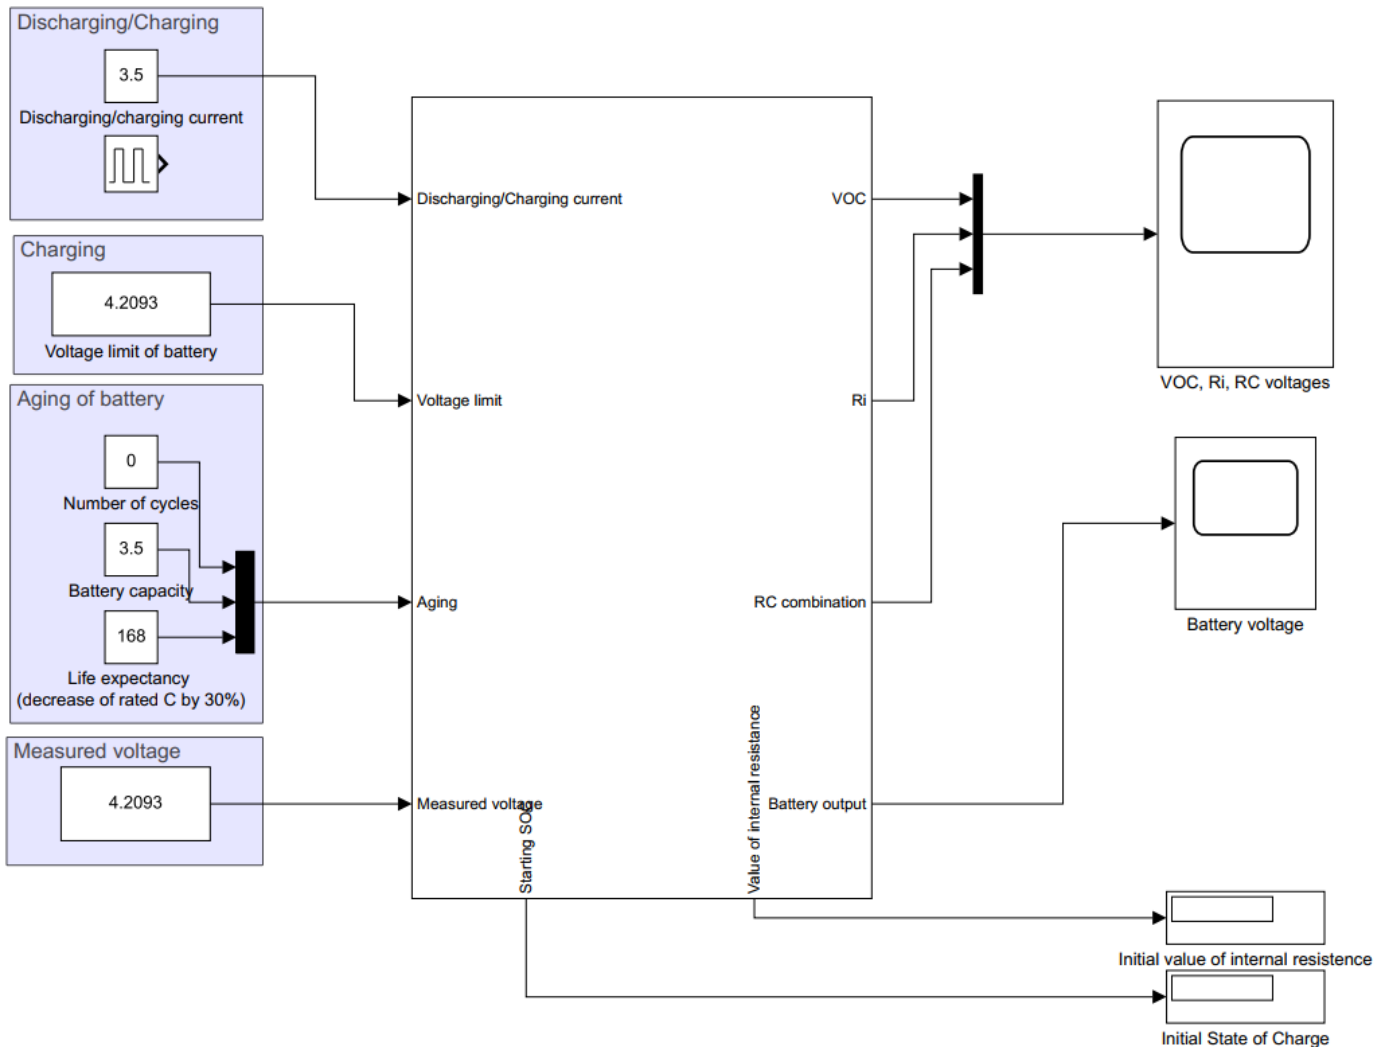 Discharging/Charging
3.5
Discharging/charging current
Charging
4.2093
Voltage limit of battery
Aging of battery
0
Number of cycles
3.5
Battery capacity
168
Life expectancy
(decrease of rated C by 30%)
Measured voltage
4.2093
Discharging/Charging current
Voltage limit
Aging
Measured voltage
Starting SOC
Value of internal resistance
VOC
Ri
RC combination
Battery output
VOC, Ri, RC voltages
Battery voltage
Initial value of internal resistence
Initial State of Charge